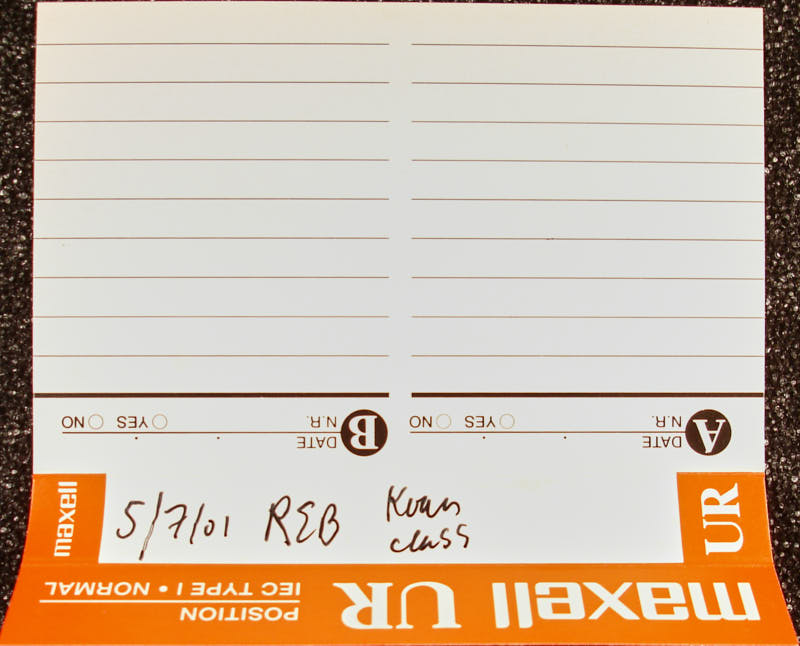 A DATE
N.R. YES NO
B DATE
N.R. YES NO
maxell
5/7/01 REB Koan
class
UR
maxell UR POSITION
IEC TYPE I • NORMAL